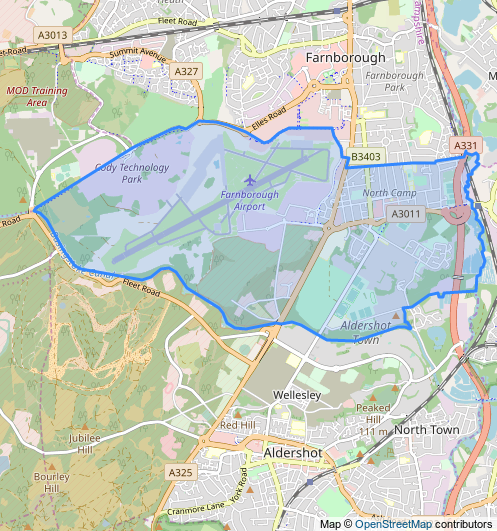 Heath
ampshire
A3013
Fleet Road
Road
Summit Avenue
Farnborough
A327
MOD Training
Area
Farnborough
Park
M
Elles Road
A331
Cody Technology
Park
B3403
Farnborough
Airport
North Camp
Road
A3011
Fleet Road
Aldershot
Town
Wellesley
Peaked
Hill
111 m
Red Hill
North Town
Jubilee
Hill
Aldershot
Bourley
Hill
A325
York Road
Cranmore Lane
Map © OpenStreetMap contributors